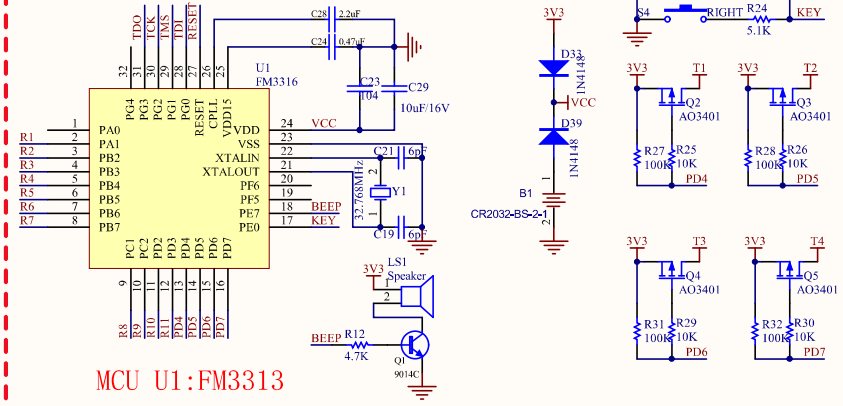 TDO
TCK
TMS
TDI
RESET
C28 2.2uF
C24 0.47uF
32 31 30 29 28 27 26 25
U1
FM3316
C23
104
C29
10uF/16V
PG4 PG3 PG2 PG1 PG0 RESET CPLL VDD15
1 PA0
R1 2 PA1
R2 3 PB2
R3 4 PB3
R4 5 PB4
R5 6 PB5
R6 7 PB6
R7 8 PB7
VDD 24 VCC
VSS 23
XTALIN 22
XTALOUT 21
PF6 20
PF5 19
PE7 18 BEEP
PE0 17 KEY
C21 6pF
32.768MHz
2
1
Y1
C19 6pF
PC1 PC2 PD2 PD3 PD4 PD5 PD6 PD7
9 10 11 12 13 14 15 16
R8 R9 R10 R11 PD4 PD5 PD6 PD7
LS1
3V3 Speaker
1
2
BEEP R12
4.7K
Q1
9014C
MCU U1:FM3313
3V3
D33
1N4148
VCC
D39
1N4148
B1
1
CR2032-BS-2-1
2
S4 RIGHT R24 KEY
5.1K
3V3 T1
Q2
AO3401
R27 R25
100K 10K
PD4
3V3 T2
Q3
AO3401
R28 R26
100K 10K
PD5
3V3 T3
Q4
AO3401
R31 R29
100K 10K
PD6
3V3 T4
Q5
AO3401
R32 R30
100K 10K
PD7